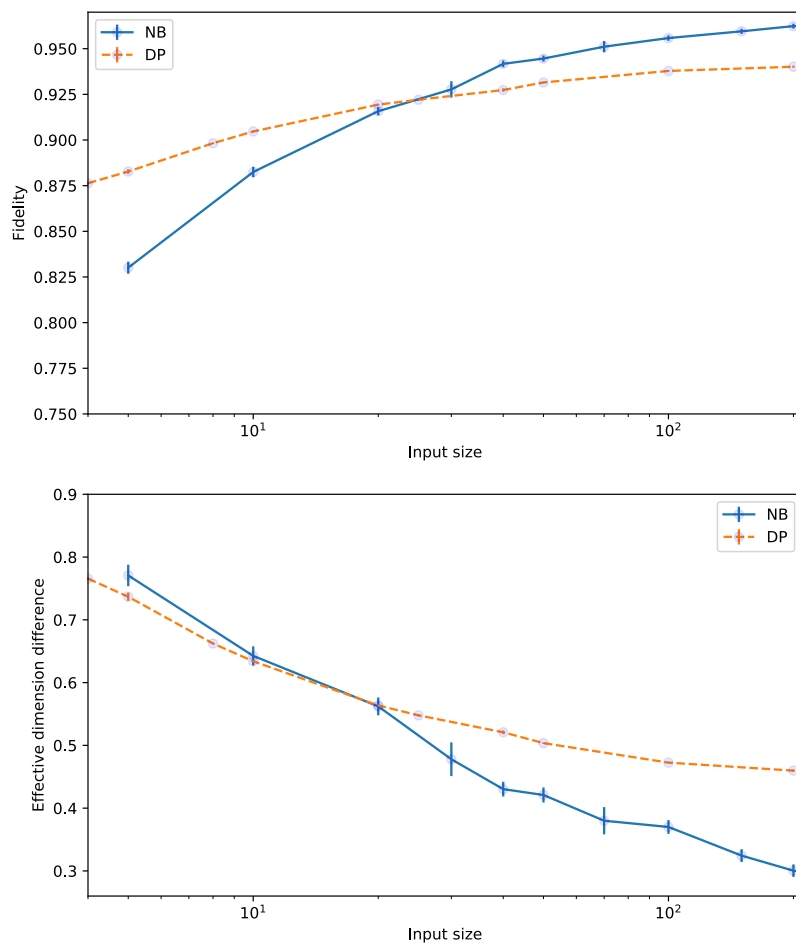 0.950
0.925
0.900
0.875
0.850
0.825
0.800
0.775
0.750
Fidelity
NB
DP
10¹
10²
Input size
0.9
0.8
0.7
0.6
0.5
0.4
0.3
Effective dimension difference
NB
DP
10¹
10²
Input size